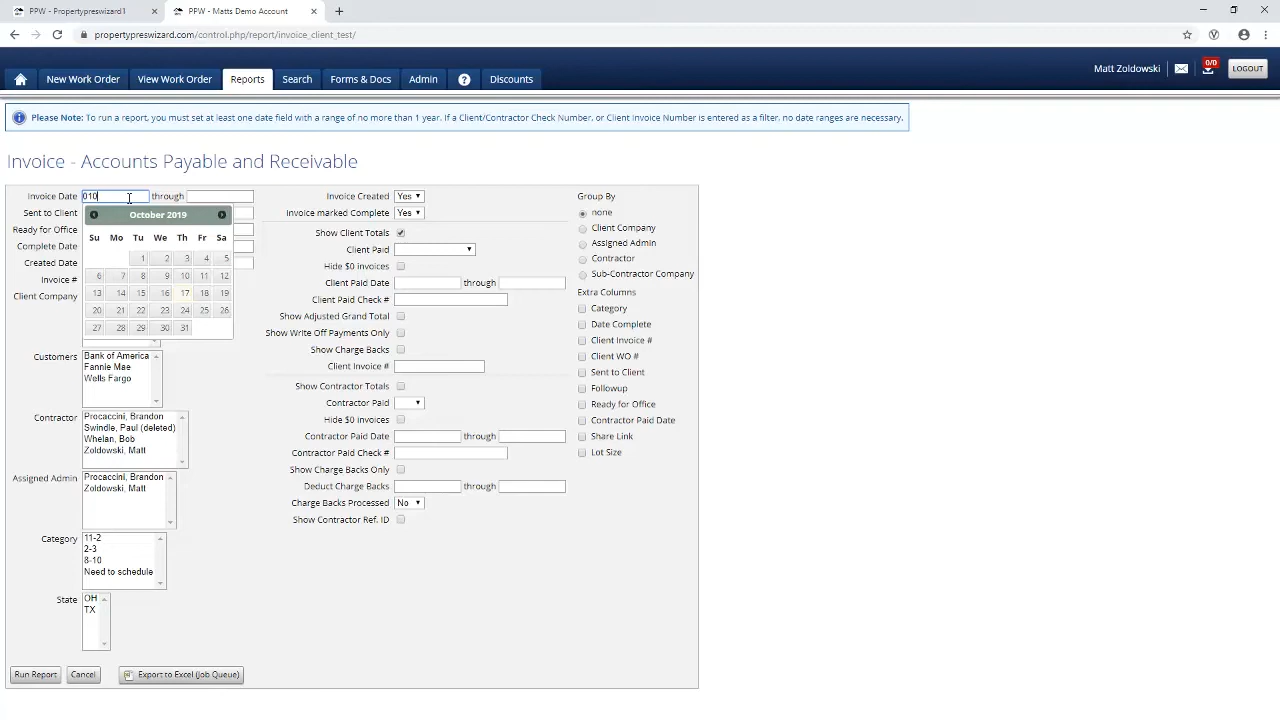 PPW - Propertypreswizard1
PPW - Matts Demo Account
propertypreswizard.com/control.php/report/invoice_client_test/
New Work Order
View Work Order
Reports
Search
Forms & Docs
Admin
?
Discounts
Matt Zoldowski
0/0
LOGOUT
Please Note: To run a report, you must set at least one date field with a range of no more than 1 year. If a Client/Contractor Check Number, or Client Invoice Number is entered as a filter, no date ranges are necessary.
Invoice - Accounts Payable and Receivable
Invoice Date 010 through
Sent to Client
Ready for Office
Complete Date
Created Date
Invoice #
Client Company
October 2019
Su Mo Tu We Th Fr Sa
1 2 3 4 5
6 7 8 9 10 11 12
13 14 15 16 17 18 19
20 21 22 23 24 25 26
27 28 29 30 31
Customers
Bank of America
Fannie Mae
Wells Fargo
Contractor
Procaccini, Brandon
Swindle, Paul (deleted)
Whelan, Bob
Zoldowski, Matt
Assigned Admin
Procaccini, Brandon
Zoldowski, Matt
Category
11-2
2-3
8-10
Need to schedule
State
OH
TX
Run Report
Cancel
Export to Excel (Job Queue)
Invoice Created Yes
Invoice marked Complete Yes
Show Client Totals
Client Paid
Hide $0 invoices
Client Paid Date through
Client Paid Check #
Show Adjusted Grand Total
Show Write Off Payments Only
Show Charge Backs
Client Invoice #
Show Contractor Totals
Contractor Paid
Hide $0 invoices
Contractor Paid Date through
Contractor Paid Check #
Show Charge Backs Only
Deduct Charge Backs through
Charge Backs Processed No
Show Contractor Ref. ID
Group By
none
Client Company
Assigned Admin
Contractor
Sub-Contractor Company
Extra Columns
Category
Date Complete
Client Invoice #
Client WO #
Sent to Client
Followup
Ready for Office
Contractor Paid Date
Share Link
Lot Size